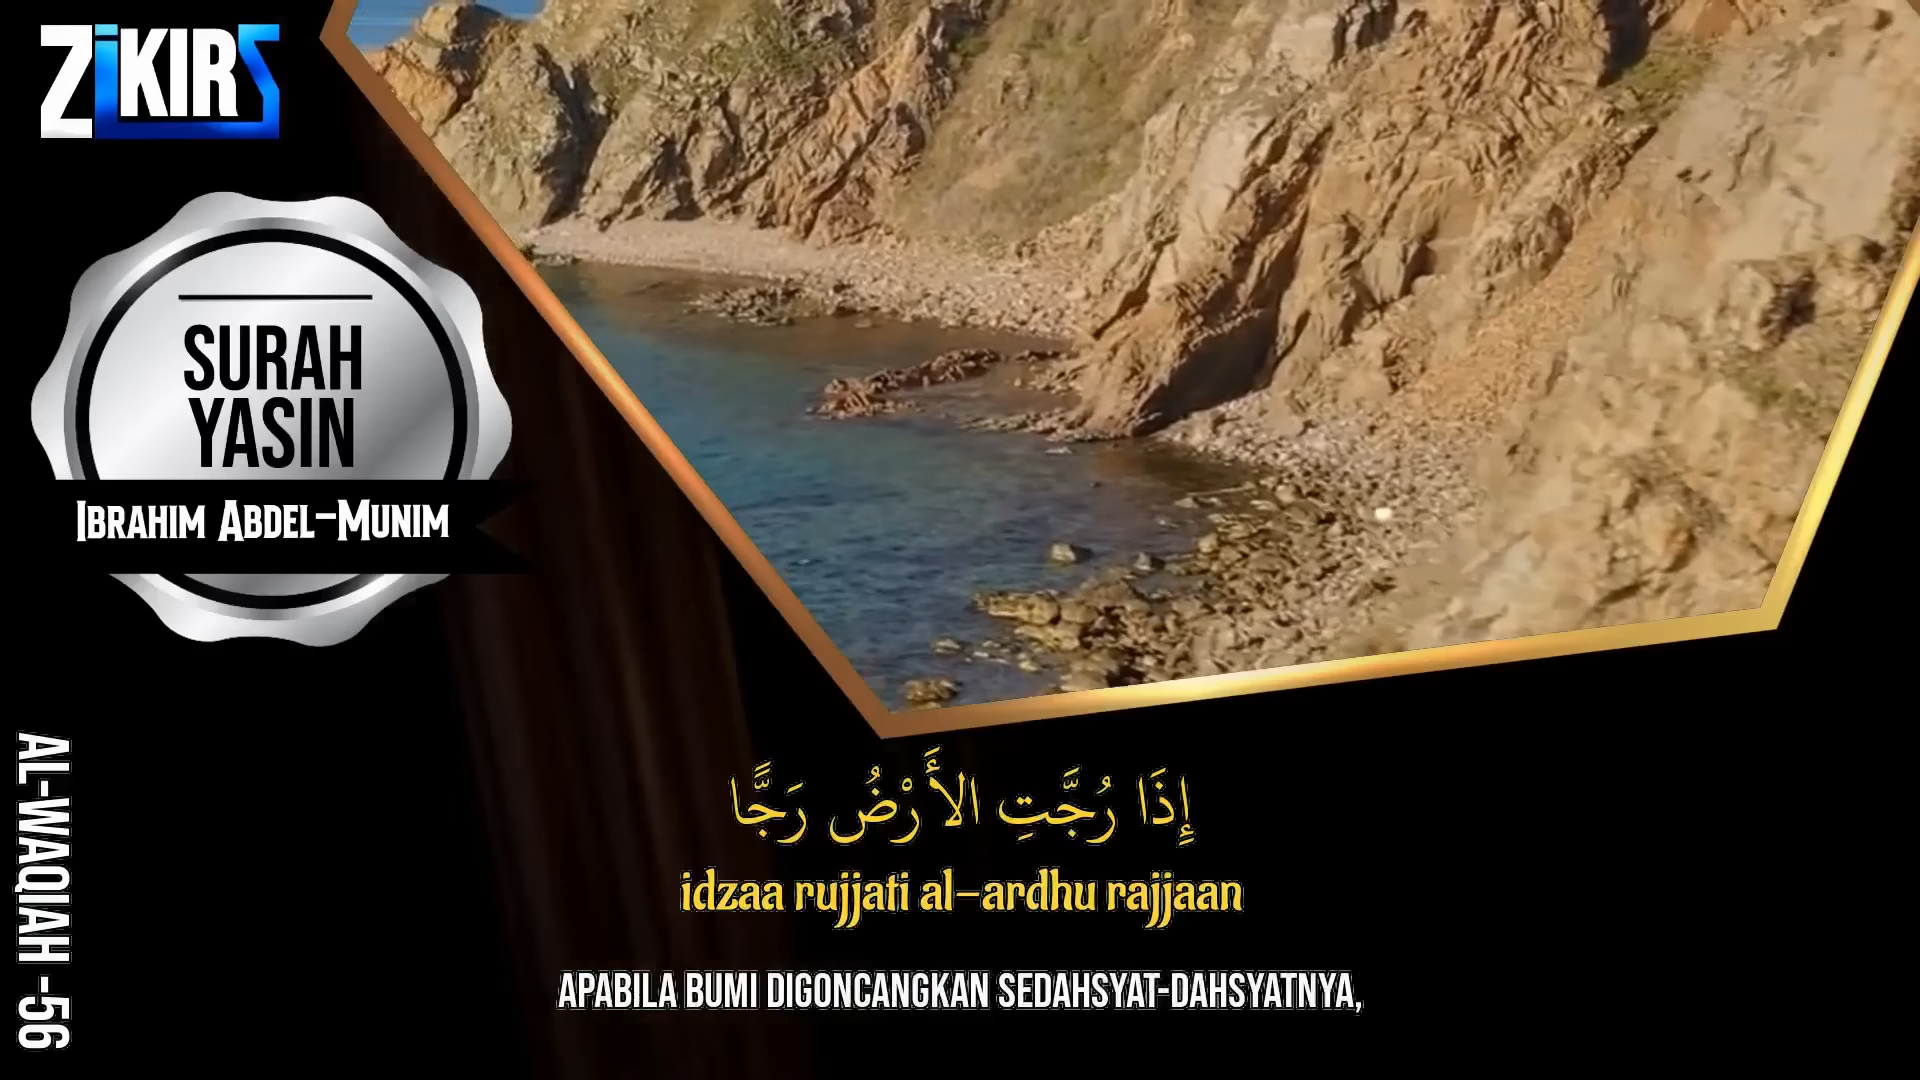 ZiKIRS
SURAH
YASIN
IBRAHIM ABDEL-MUNIM
AL-WAQIAH -56
إِذَا رُجَّتِ الأَرْضُ رَجًّا
idzaa rujjati al-ardhu rajjaan
APABILA BUMI DIGONCANGKAN SEDAHSYAT-DAHSYATNYA,